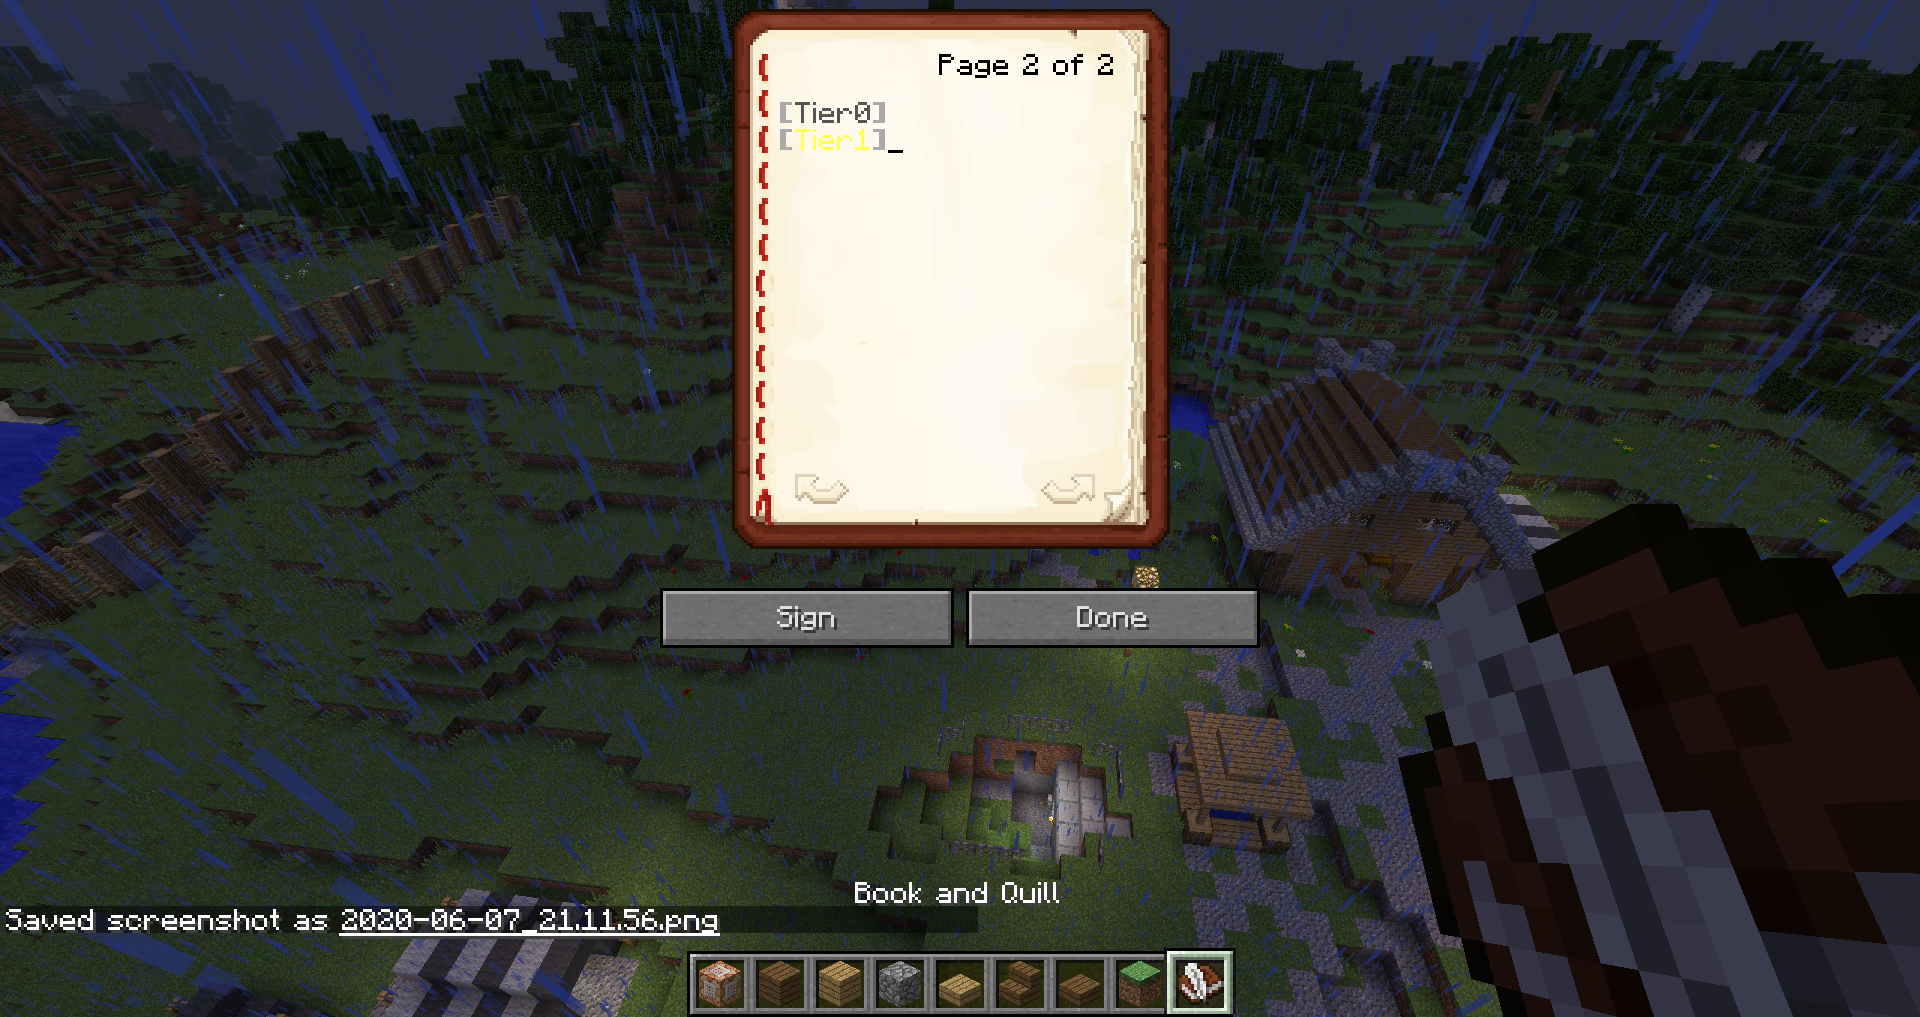 Page 2 of 2
[Tier0]
[Tier1]_
Sign
Done
Book and Quill
Saved screenshot as 2020-06-07_21.11.56.png